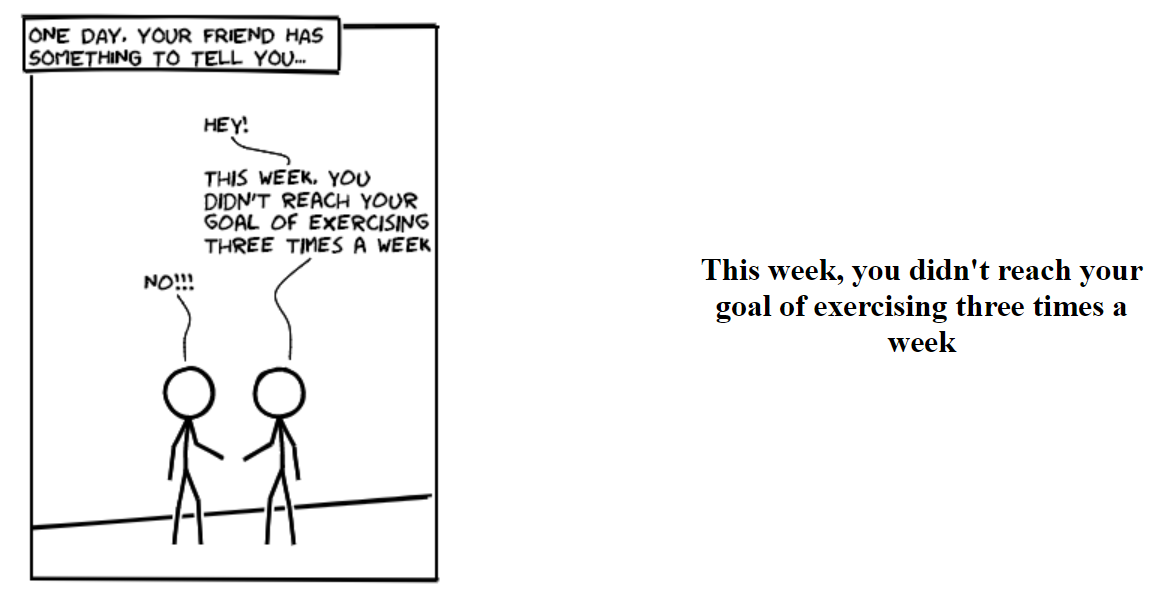 ONE DAY, YOUR FRIEND HAS
SOMETHING TO TELL YOU...
HEY!
THIS WEEK, YOU
DIDN'T REACH YOUR
GOAL OF EXERCISING
THREE TIMES A WEEK
NO!!!
This week, you didn't reach your
goal of exercising three times a
week